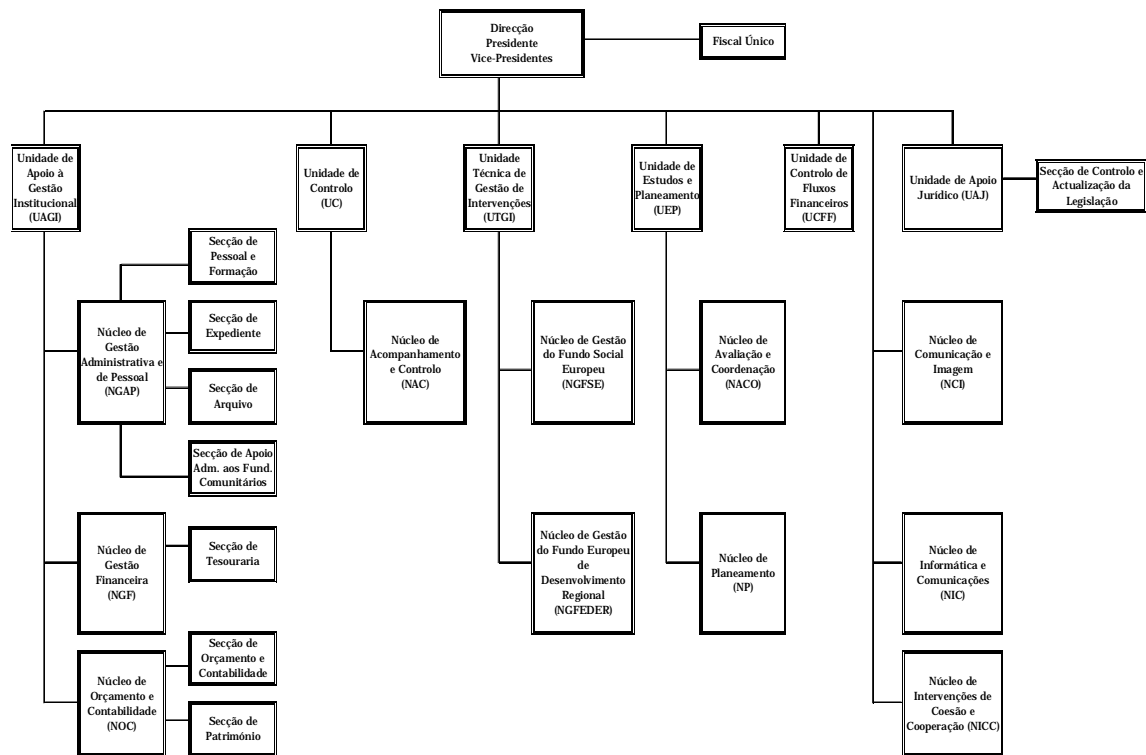 Direcção
Presidente
Vice-Presidentes
Fiscal Único
Unidade de
Apoio à
Gestão
Institucional
(UAGI)
Unidade de
Controlo
(UC)
Unidade
Técnica de
Gestão de
Intervenções
(UTGI)
Unidade de
Estudos e
Planeamento
(UEP)
Unidade de
Controlo de
Fluxos
Financeiros
(UCFF)
Unidade de Apoio
Jurídico (UAJ)
Secção de Controlo e
Actualização da
Legislação
Secção de
Pessoal e
Formação
Núcleo de
Gestão
Administrativa e
de Pessoal
(NGAP)
Secção de
Expediente
Secção de
Arquivo
Secção de Apoio
Adm. aos Fund.
Comunitários
Núcleo de
Acompanhamento
e Controlo
(NAC)
Núcleo de Gestão
do Fundo Social
Europeu
(NGFSE)
Núcleo de
Avaliação e
Coordenação
(NACO)
Núcleo de
Comunicação e
Imagem
(NCI)
Núcleo de
Gestão
Financeira
(NGF)
Secção de
Tesouraria
Núcleo de Gestão
do Fundo Europeu
de
Desenvolvimento
Regional
(NGFEDER)
Núcleo de
Planeamento
(NP)
Núcleo de
Informática e
Comunicações
(NIC)
Núcleo de
Orçamento e
Contabilidade
(NOC)
Secção de
Orçamento e
Contabilidade
Secção de
Património
Núcleo de
Intervenções de
Coesão e
Cooperação (NICC)